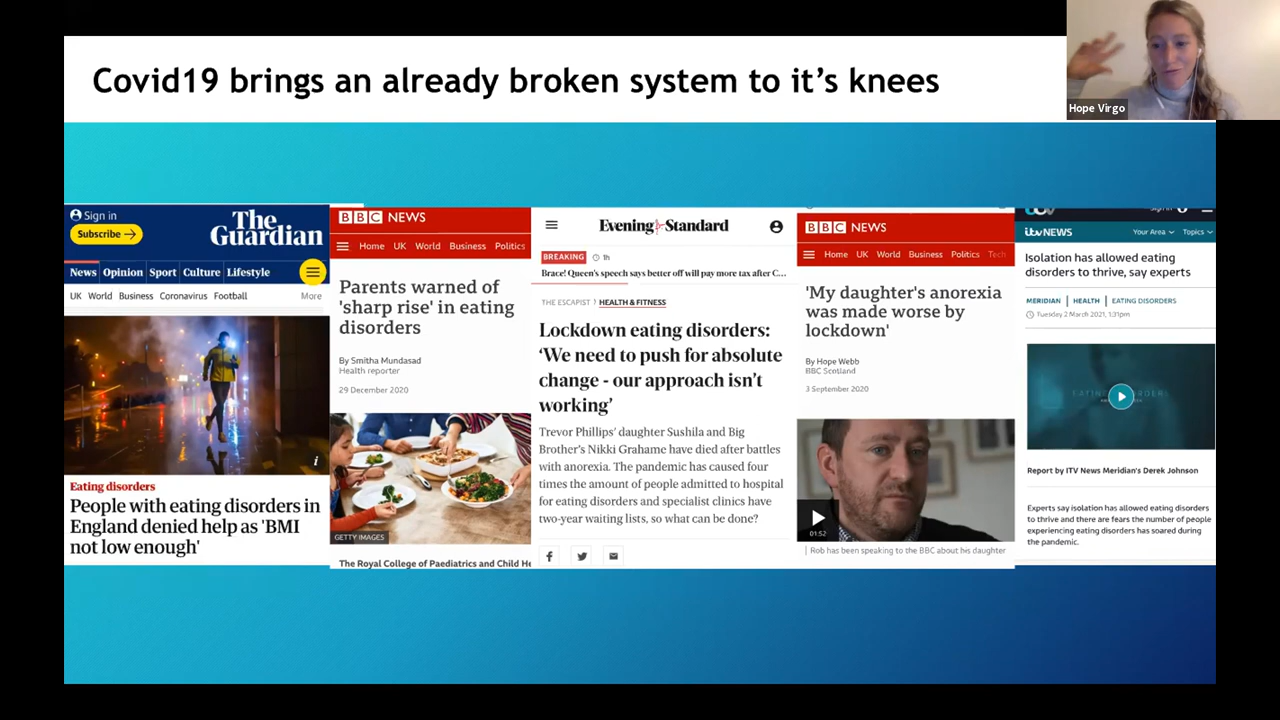 Covid19 brings an already broken system to it's knees
Hope Virgo
Sign in
Subscribe →
The
Guardian
News Opinion Sport Culture Lifestyle
UK World Business Coronavirus Football More
i
Eating disorders
People with eating disorders in
England denied help as 'BMI
not low enough'
BBC NEWS
Home UK World Business Politics
Parents warned of
'sharp rise' in eating
disorders
By Smitha Mundasad
Health reporter
29 December 2020
GETTY IMAGES
The Royal College of Paediatrics and Child He
Evening Standard
BREAKING 1h
Brace! Queen's speech says better off will pay more tax after C...
THE ESCAPIST > HEALTH & FITNESS
Lockdown eating disorders:
'We need to push for absolute
change - our approach isn't
working'
Trevor Phillips' daughter Sushila and Big
Brother's Nikki Grahame have died after battles
with anorexia. The pandemic has caused four
times the amount of people admitted to hospital
for eating disorders and specialist clinics have
two-year waiting lists, so what can be done?
BBC NEWS
Home UK World Business Politics Tech
'My daughter's anorexia
was made worse by
lockdown'
By Hope Webb
BBC Scotland
3 September 2020
01:52
Rob has been speaking to the BBC about his daughter
itv NEWS Your Area Topics
Isolation has allowed eating
disorders to thrive, say experts
MERIDIAN | HEALTH | EATING DISORDERS
Tuesday 2 March 2021, 1:31pm
Report by ITV News Meridian's Derek Johnson
Experts say isolation has allowed eating disorders
to thrive and there are fears the number of people
experiencing eating disorders has soared during
the pandemic.